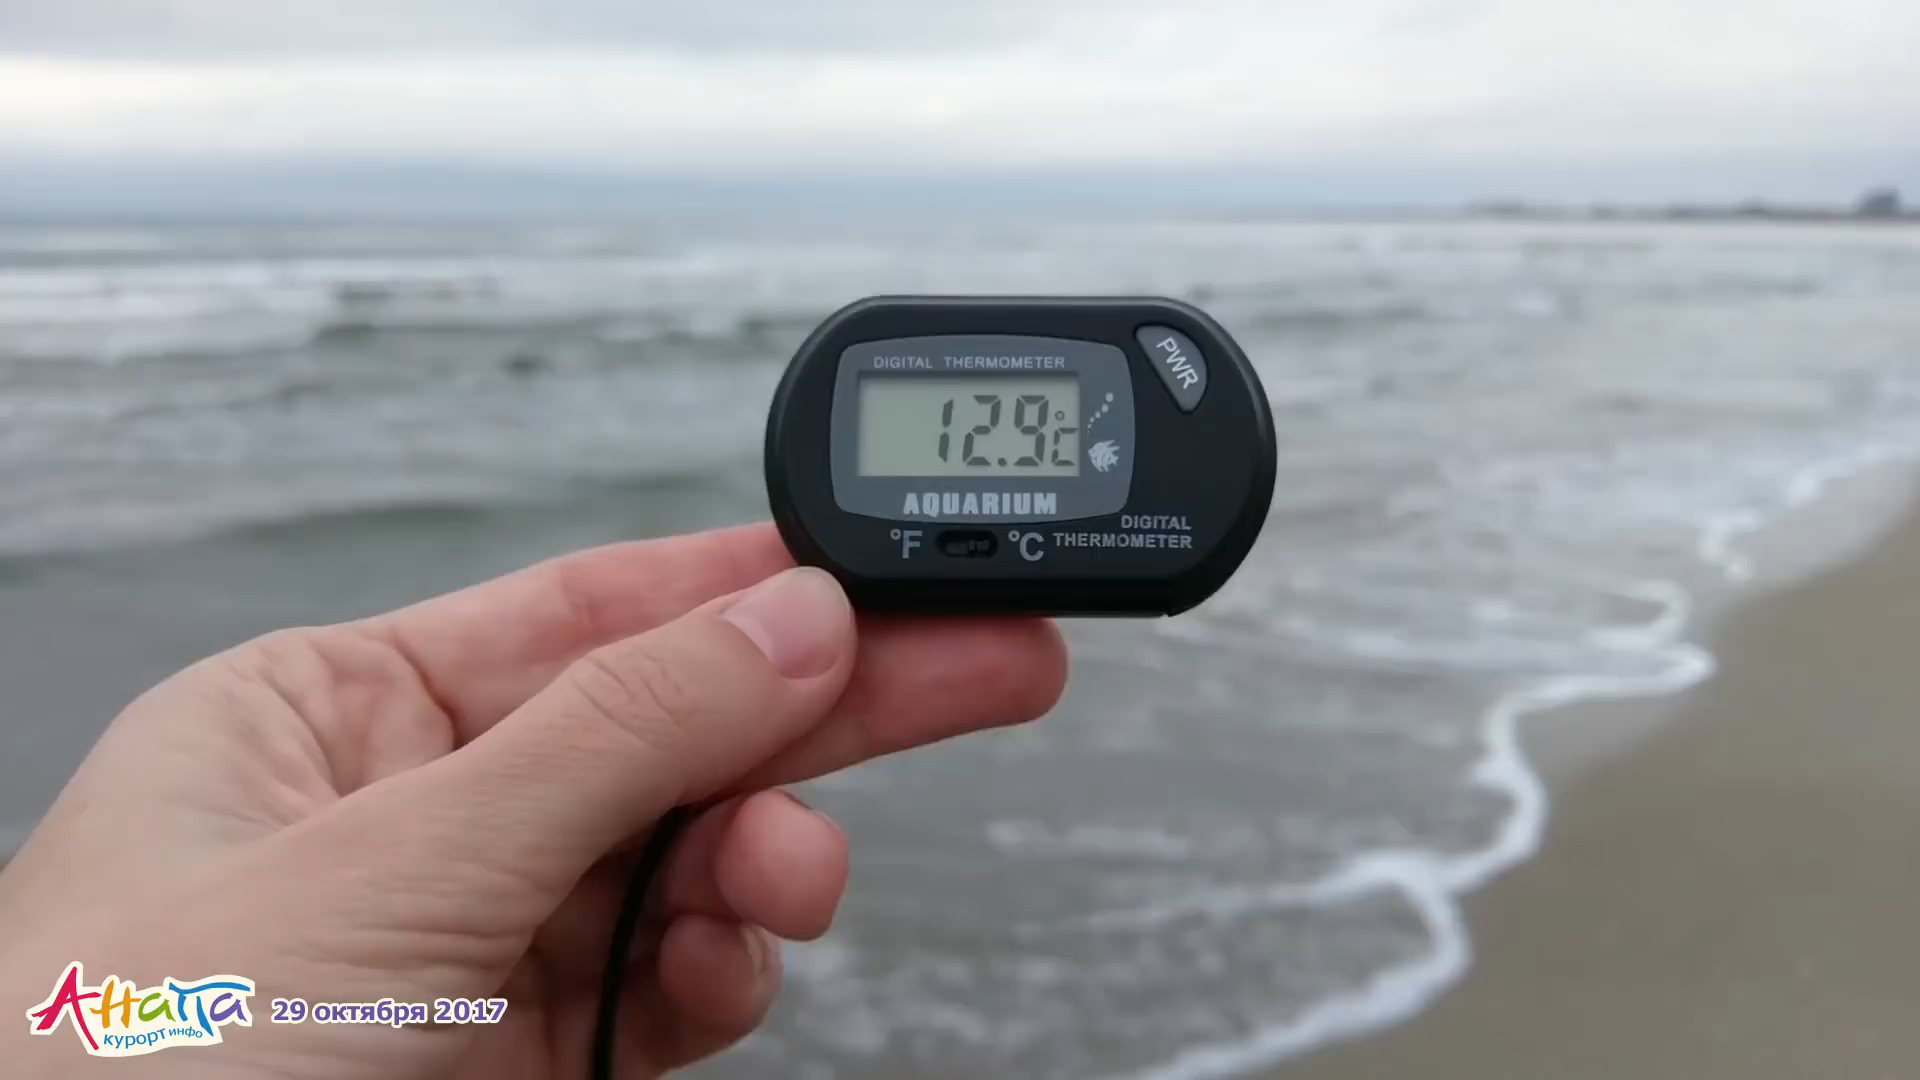 DIGITAL THERMOMETER
PWR
12.9°C
AQUARIUM
°F °C
DIGITAL
THERMOMETER
Анапа
курорт инфо
29 октября 2017